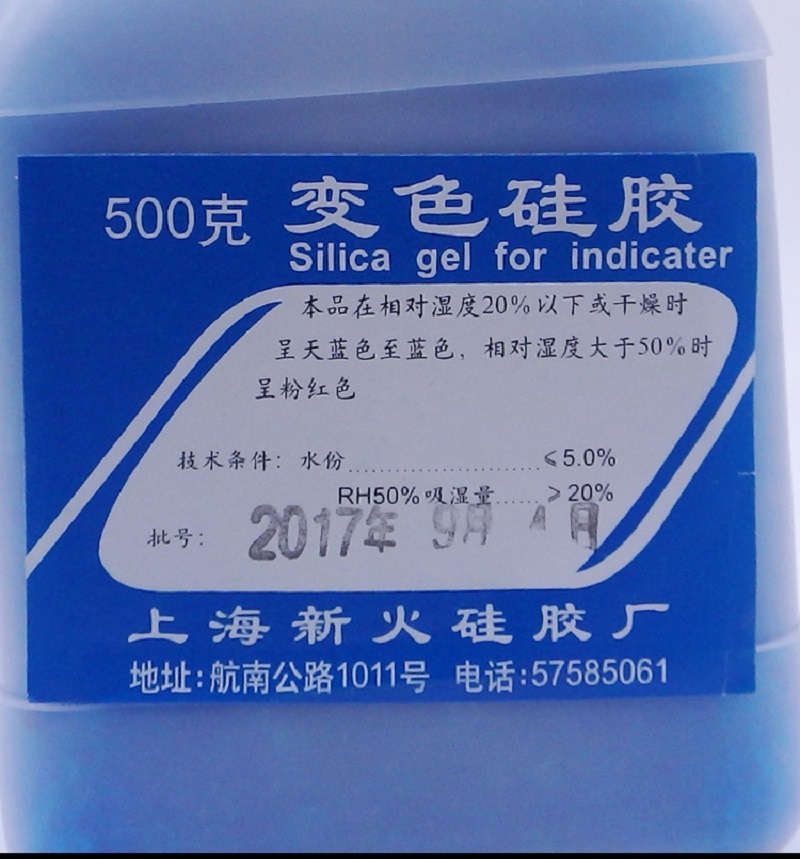 500克 变色硅胶
Silica gel for indicater
本品在相对湿度20%以下或干燥时
呈天蓝色至蓝色，相对湿度大于50%时
呈粉红色
技术条件：水份......................≤5.0%
RH50%吸湿量......≥20%
批号：2017年 9月 日
上海新火硅胶厂
地址:航南公路1011号 电话:57585061